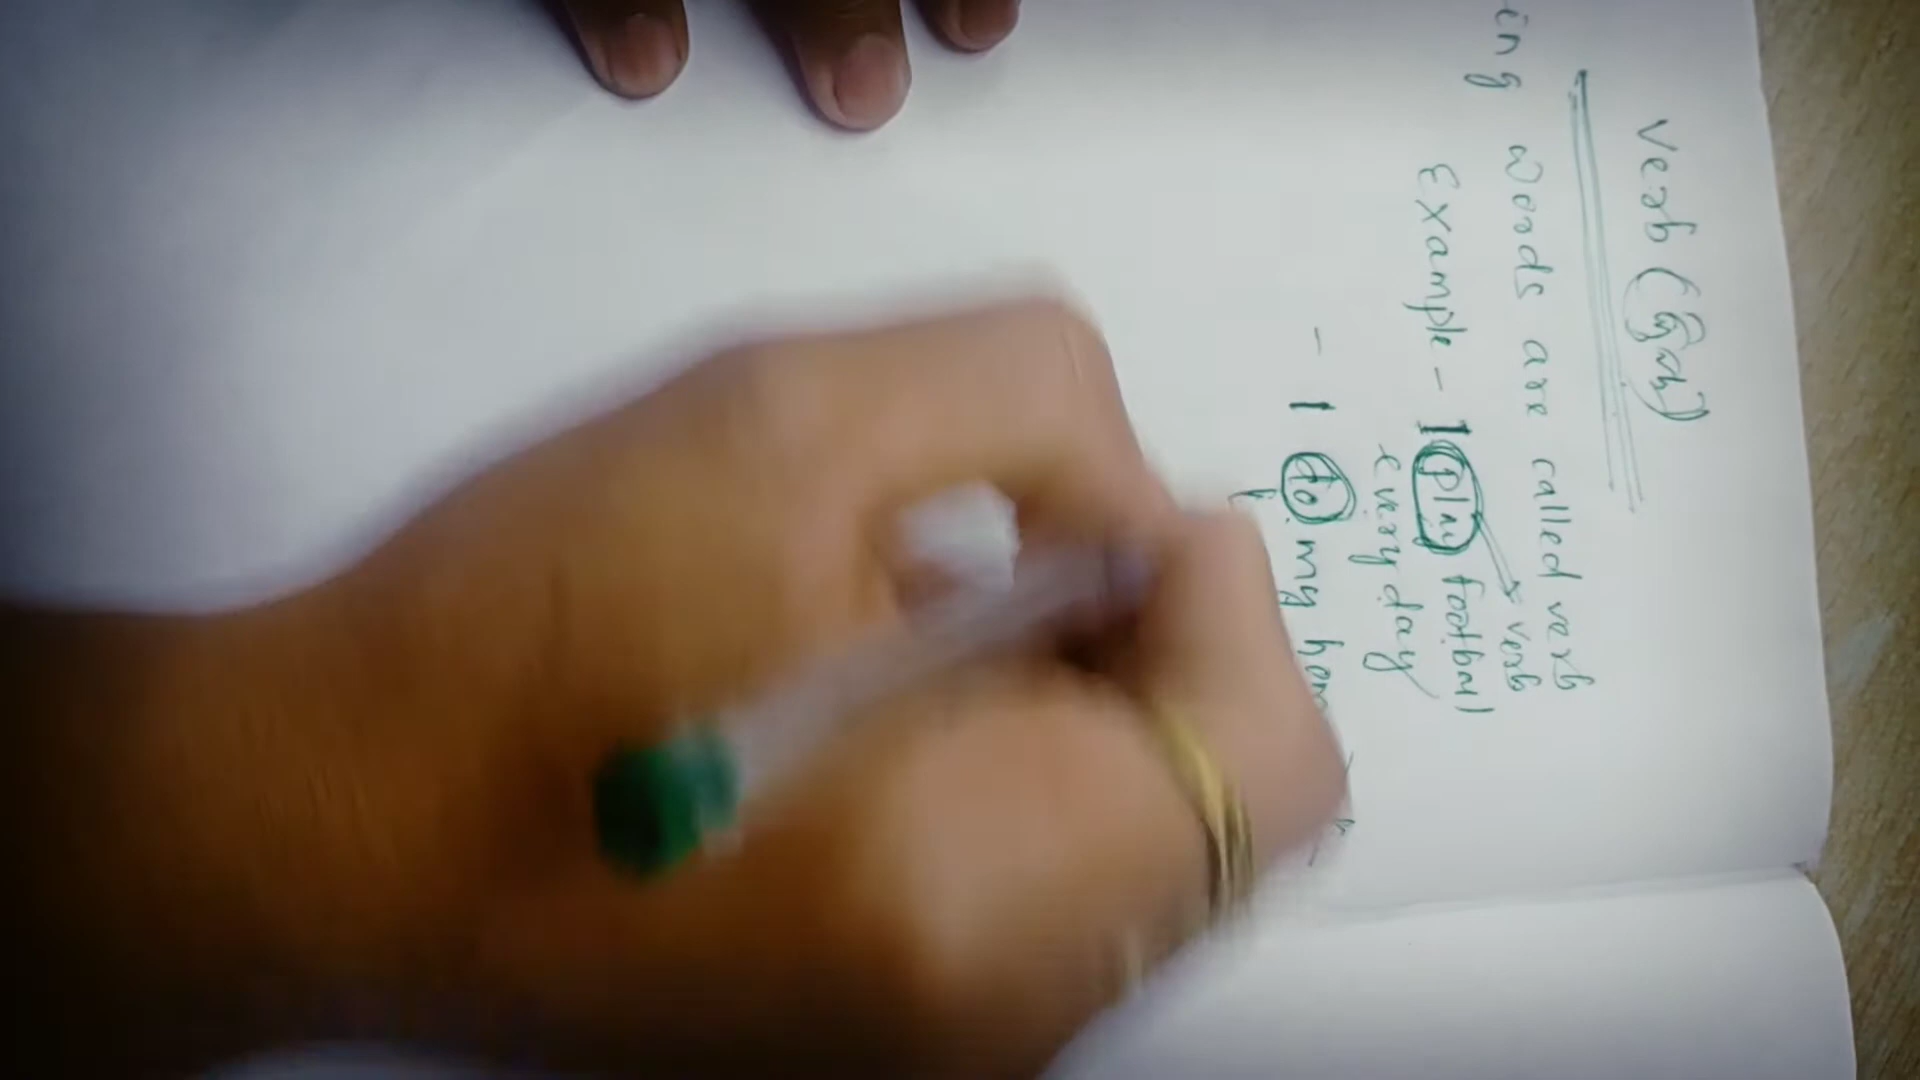 Verb (
ing words are called verb
verb
Example - I play football
every day
- I do my hom